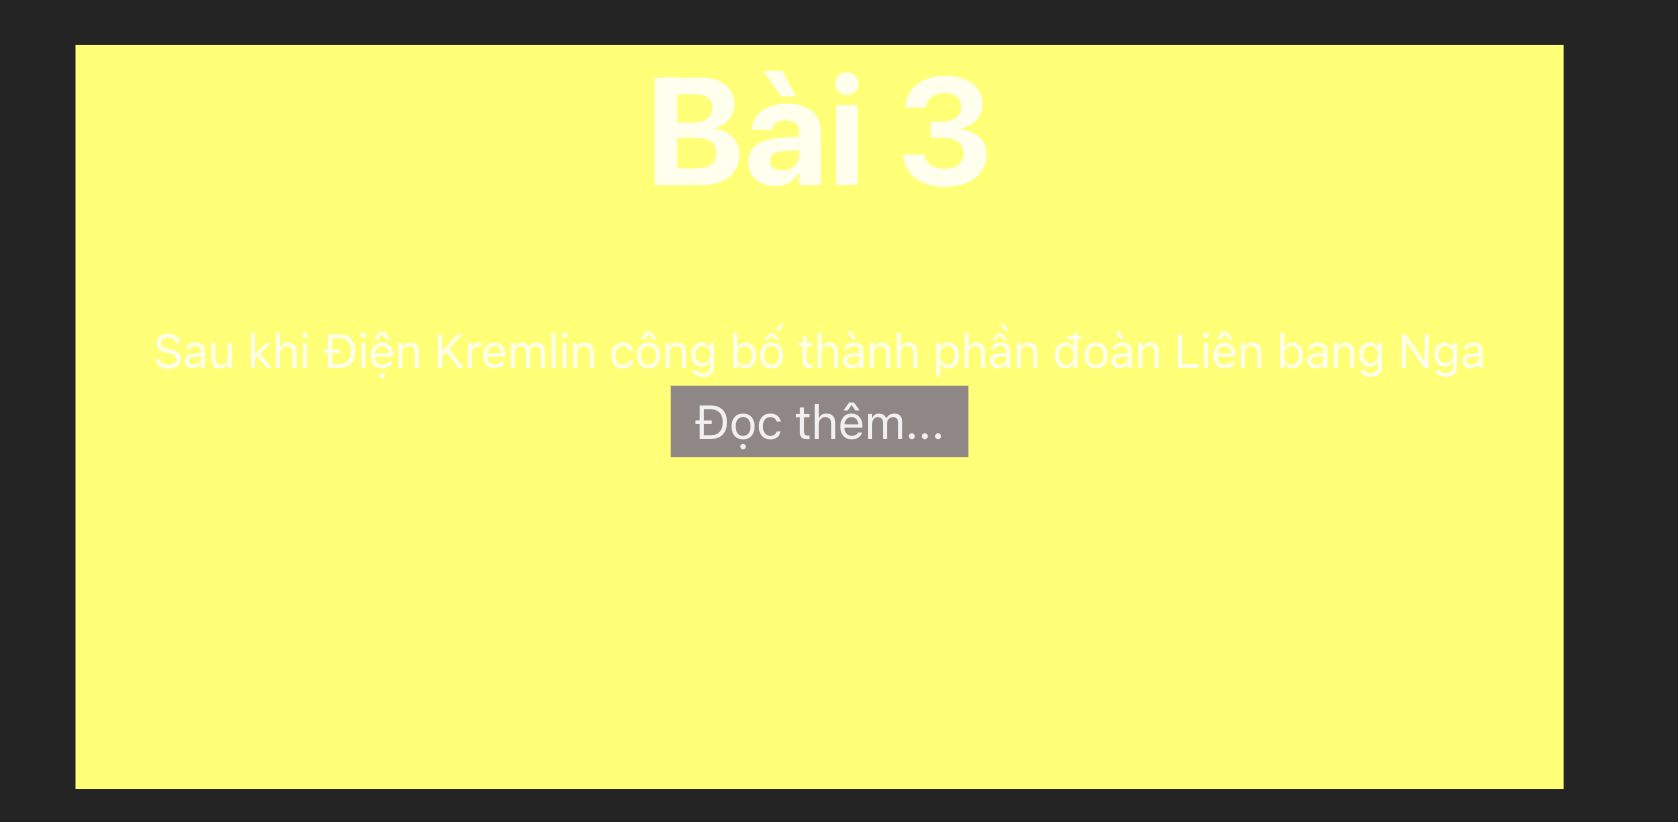 Bài 3
Sau khi Điện Kremlin công bố thành phần đoàn Liên bang Nga
Đọc thêm...